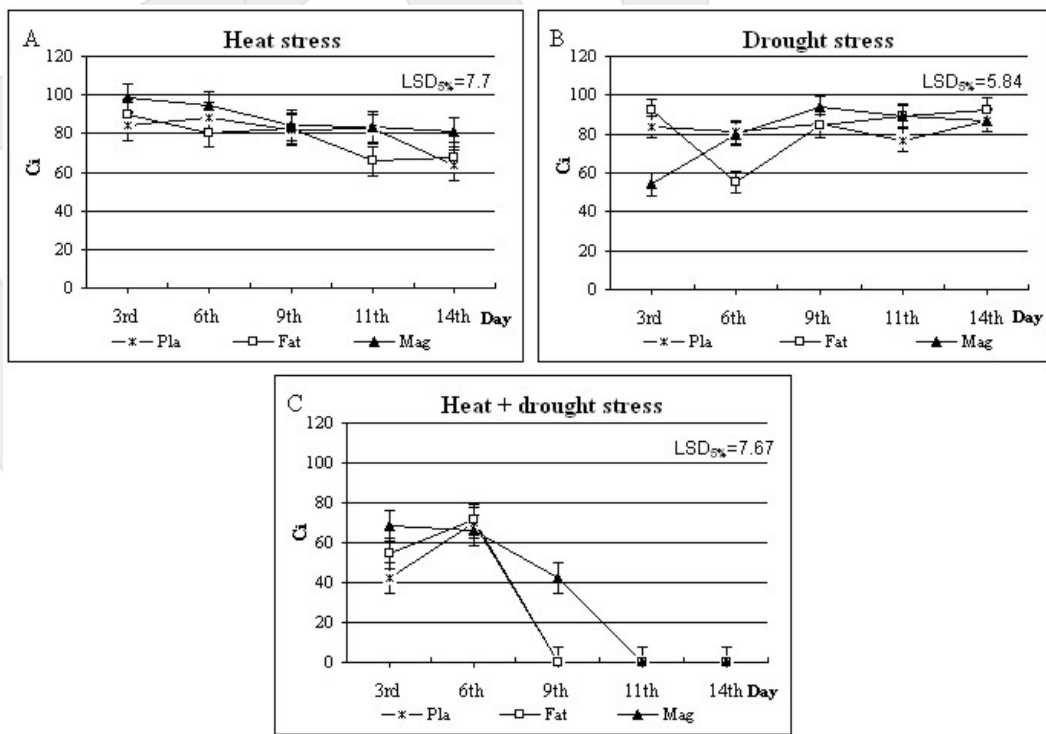 A
Heat stress
LSD5%=7.7
120
100
80
60
40
20
0
Ci
3rd 6th 9th 11th 14th Day
Pla Fat Mag
B
Drought stress
LSD5%=5.84
120
100
80
60
40
20
0
Ci
3rd 6th 9th 11th 14th Day
Pla Fat Mag
C
Heat + drought stress
LSD5%=7.67
120
100
80
60
40
20
0
Ci
3rd 6th 9th 11th 14th Day
Pla Fat Mag